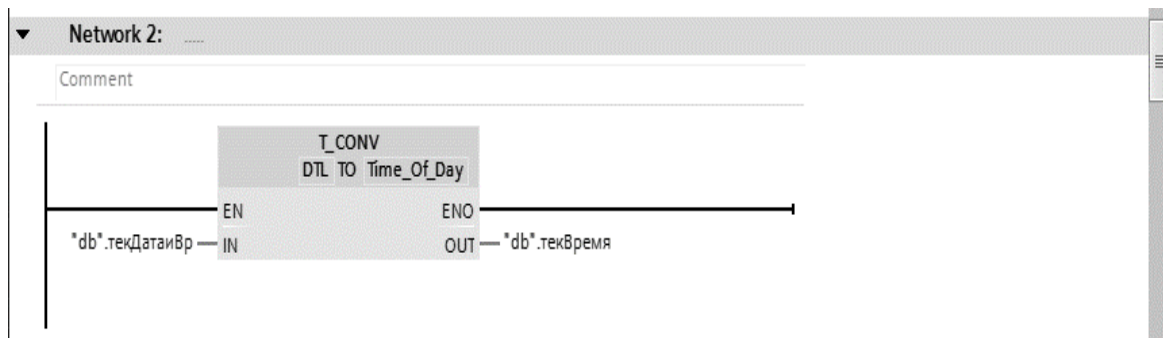 Network 2: .....
Comment
T_CONV
DTL TO Time_Of_Day
EN ENO
"db".текДатаиВр IN OUT "db".текВремя